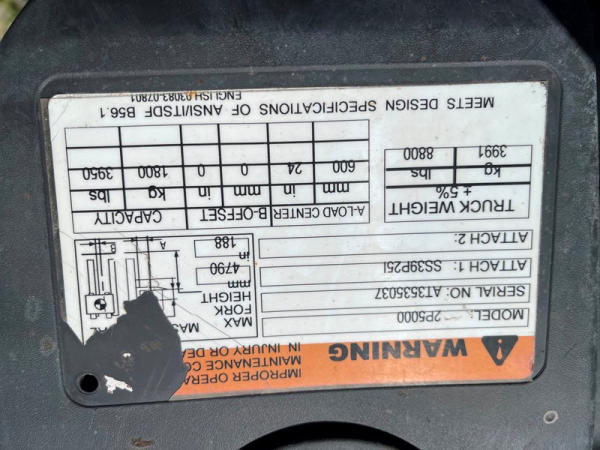 WARNING
IMPROPER OPERA
MAINTENANCE CO
IN INJURY OR DEA
MODEL: 2P5000
SERIAL NO: AT3535037
ATTACH 1: SS39P25I
ATTACH 2:
MAX
FORK
HEIGHT
mm
4790
in
188
B
A
TRUCK WEIGHT
± 5%
kg lbs
3991 8800
A-LOAD CENTER B-OFFSET CAPACITY
mm in mm in kg lbs
600 24 0 0 1800 3950
MEETS DESIGN SPECIFICATIONS OF ANSI/ITSDF B56.1
ENGLISH 03083.07801